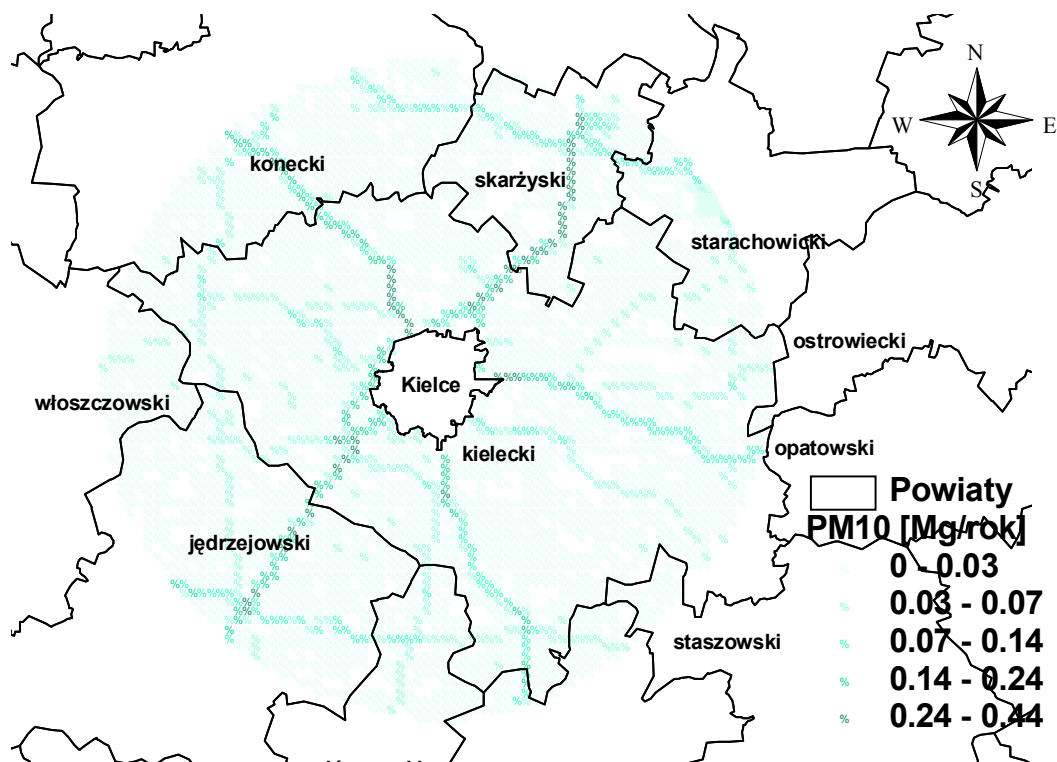 N
W E
S
konecki
skarżyski
starachowicki
ostrowiecki
Kielce
włoszczowski
kielecki
opatowski
jędrzejowski
staszowski
Powiaty
PM10 [Mg/rok]
0 - 0.03
% 0.03 - 0.07
% 0.07 - 0.14
% 0.14 - 0.24
% 0.24 - 0.44